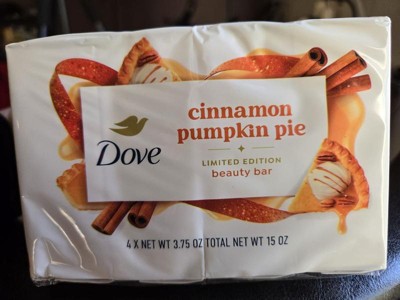 cinnamon
pumpkin pie
Dove
LIMITED EDITION
beauty bar
4 X NET WT 3.75 OZ TOTAL NET WT 15 OZ